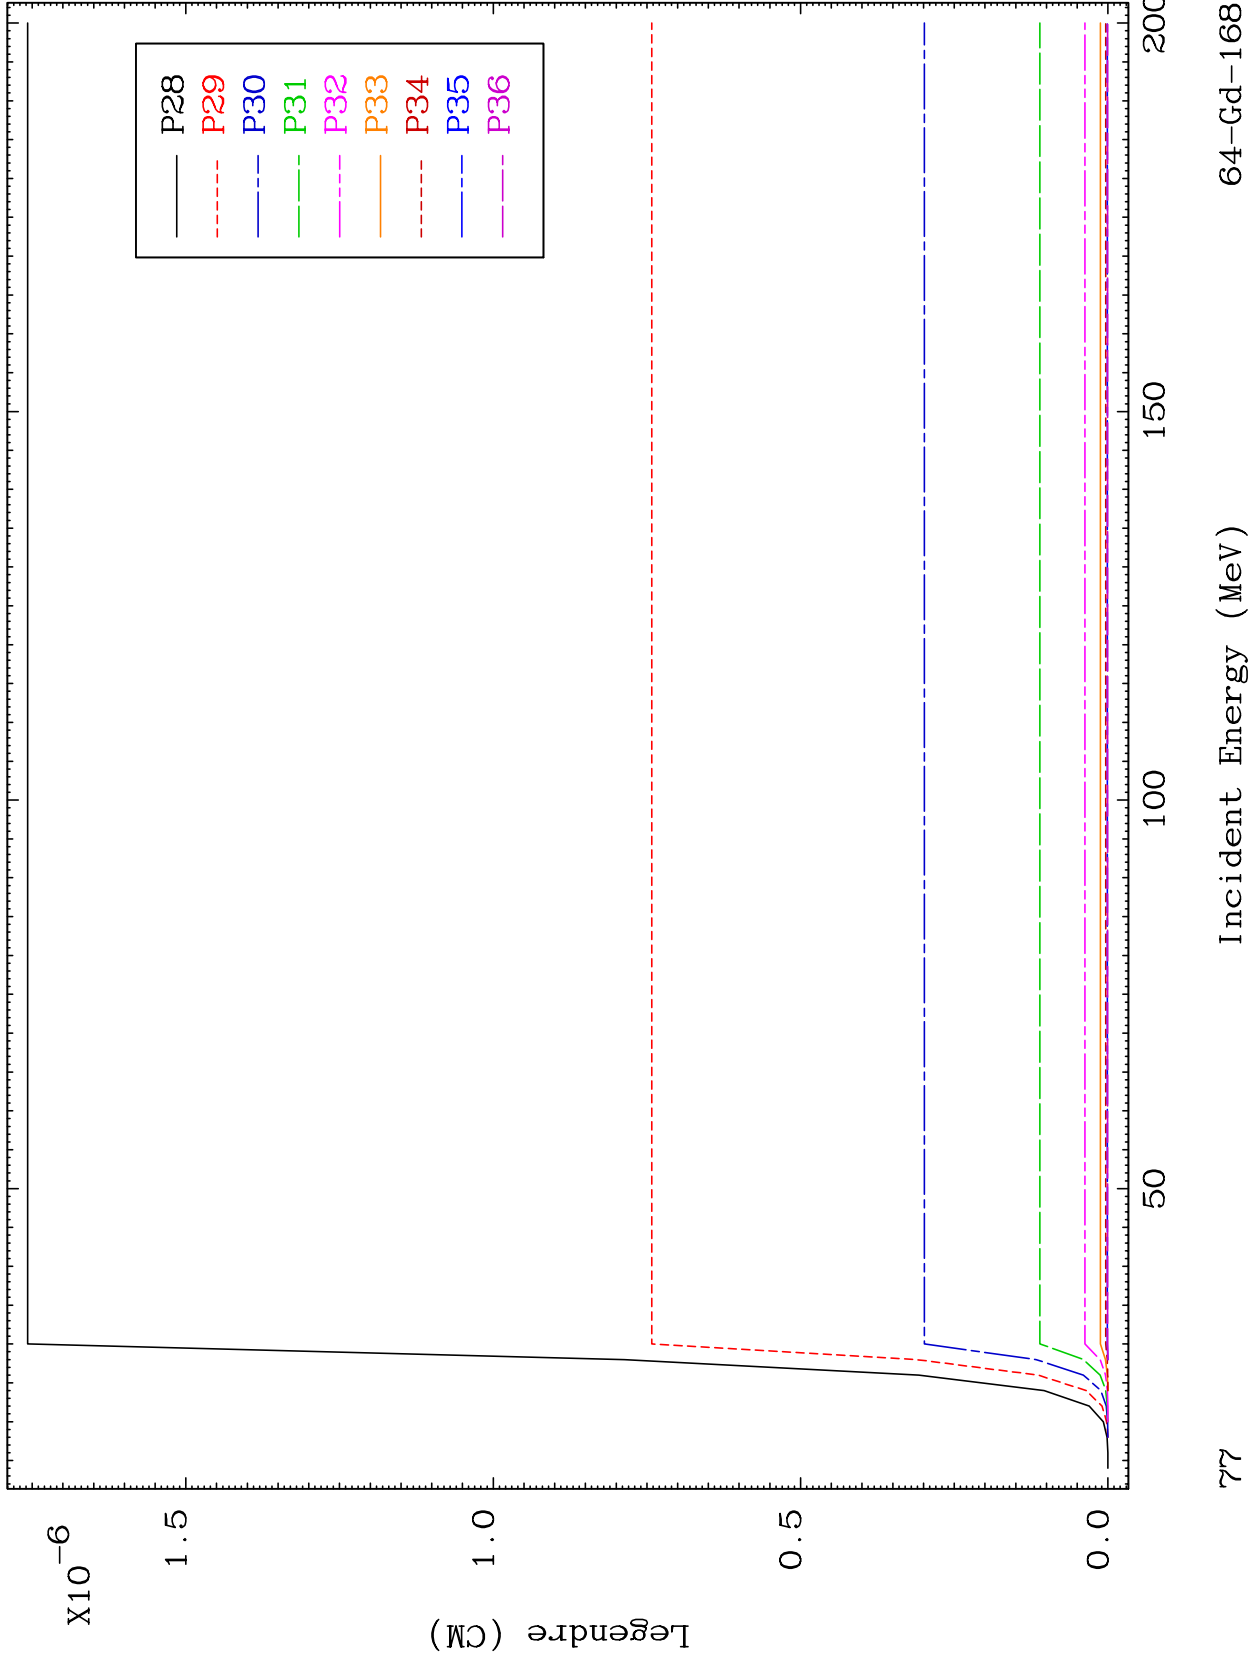 X10-6
1.5
1.0
0.5
0.0
Legendre (CM)
P28
P29
P30
P31
P32
P33
P34
P35
P36
50
100
150
200
Incident Energy (MeV)
77
64-Gd-168